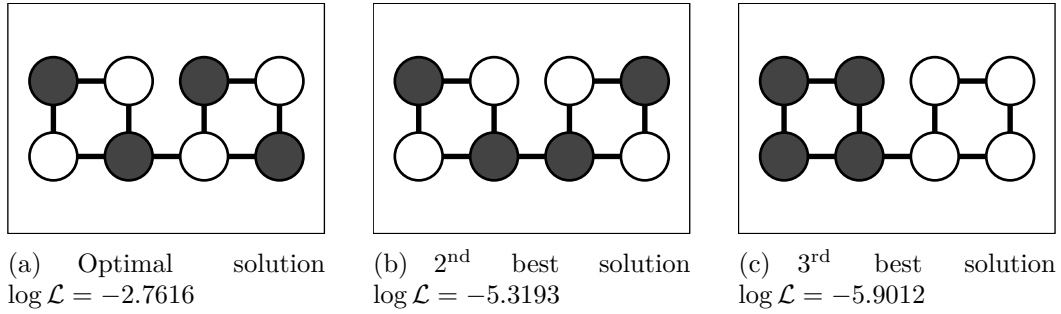 (a) Optimal solution
log ℒ = −2.7616
(b) 2nd best solution
log ℒ = −5.3193
(c) 3rd best solution
log ℒ = −5.9012